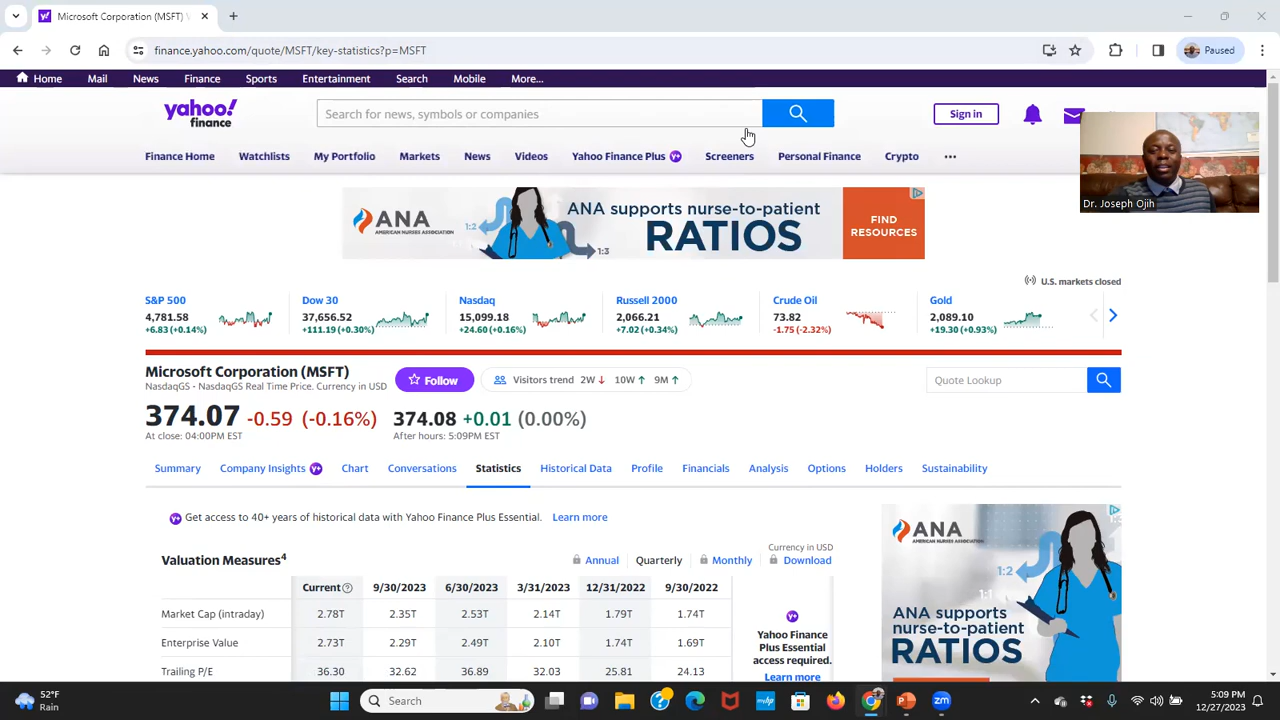 Microsoft Corporation (MSFT) V
finance.yahoo.com/quote/MSFT/key-statistics?p=MSFT
Paused
Home Mail News Finance Sports Entertainment Search Mobile More...
yahoo!
finance
Search for news, symbols or companies
Sign in
Finance Home Watchlists My Portfolio Markets News Videos Yahoo Finance Plus Y+ Screeners Personal Finance Crypto ...
Dr. Joseph Ojih
ANA
AMERICAN NURSES ASSOCIATION
1:2
1:3
ANA supports nurse-to-patient
RATIOS
FIND
RESOURCES
U.S. markets closed
S&P 500 Dow 30 Nasdaq Russell 2000 Crude Oil Gold
4,781.58 37,656.52 15,099.18 2,066.21 73.82 2,089.10
+6.83 (+0.14%) +111.19 (+0.30%) +24.60 (+0.16%) +7.02 (+0.34%) -1.75 (-2.32%) +19.30 (+0.93%)
Microsoft Corporation (MSFT)
NasdaqGS - NasdaqGS Real Time Price. Currency in USD
Follow
Visitors trend 2W 10W 9M
Quote Lookup
374.07 -0.59 (-0.16%) 374.08 +0.01 (0.00%)
At close: 04:00PM EST After hours: 5:09PM EST
Summary Company Insights Y+ Chart Conversations Statistics Historical Data Profile Financials Analysis Options Holders Sustainability
Y+ Get access to 40+ years of historical data with Yahoo Finance Plus Essential. Learn more
Currency in USD
Valuation Measures4 Annual Quarterly Monthly Download
Current 9/30/2023 6/30/2023 3/31/2023 12/31/2022 9/30/2022
Market Cap (intraday) 2.78T 2.35T 2.53T 2.14T 1.79T 1.74T
Enterprise Value 2.73T 2.29T 2.49T 2.10T 1.74T 1.69T
Trailing P/E 36.30 32.62 36.89 32.03 25.81 24.13
Y+
Yahoo Finance
Plus Essential
access required.
Learn more
ANA
AMERICAN NURSES ASSOCIATION
1:2
1:1
ANA supports
nurse-to-patient
RATIOS
52°F
Rain
Search
5:09 PM
12/27/2023